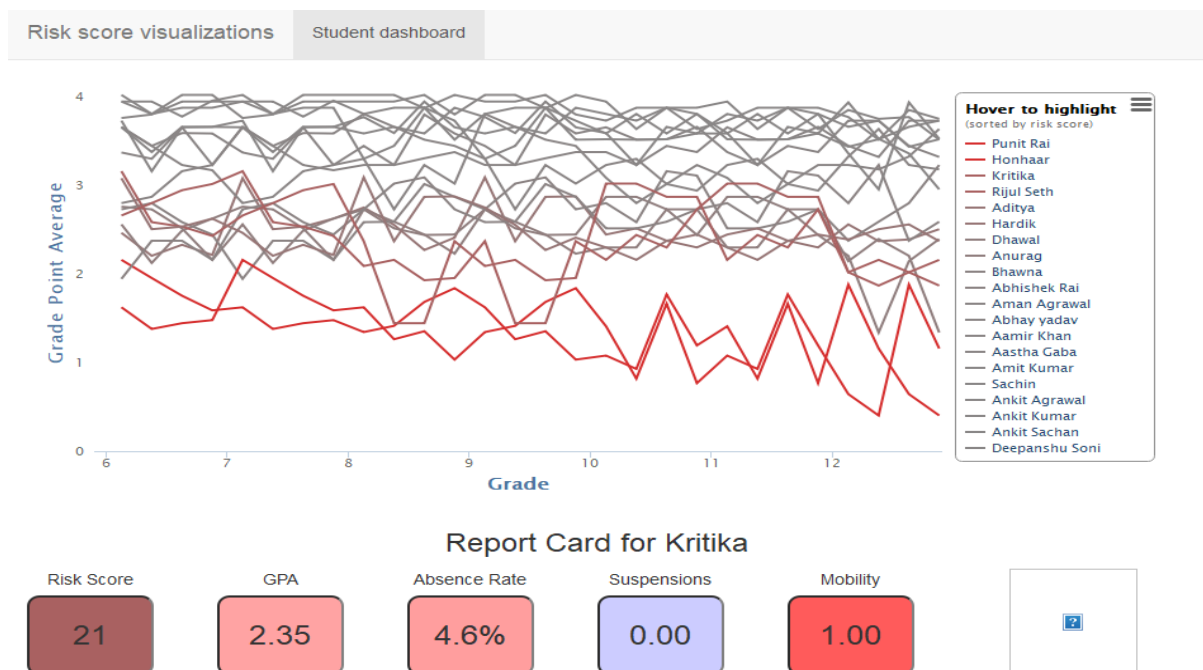 Risk score visualizations
Student dashboard
4
3
2
1
0
Grade Point Average
6 7 8 9 10 11 12
Grade
Hover to highlight
(sorted by risk score)
Punit Rai
Honhaar
Kritika
Rijul Seth
Aditya
Hardik
Dhawal
Anurag
Bhawna
Abhishek Rai
Aman Agrawal
Abhay yadav
Aamir Khan
Aastha Gaba
Amit Kumar
Sachin
Ankit Agrawal
Ankit Kumar
Ankit Sachan
Deepanshu Soni
Report Card for Kritika
Risk Score GPA Absence Rate Suspensions Mobility
21 2.35 4.6% 0.00 1.00
?